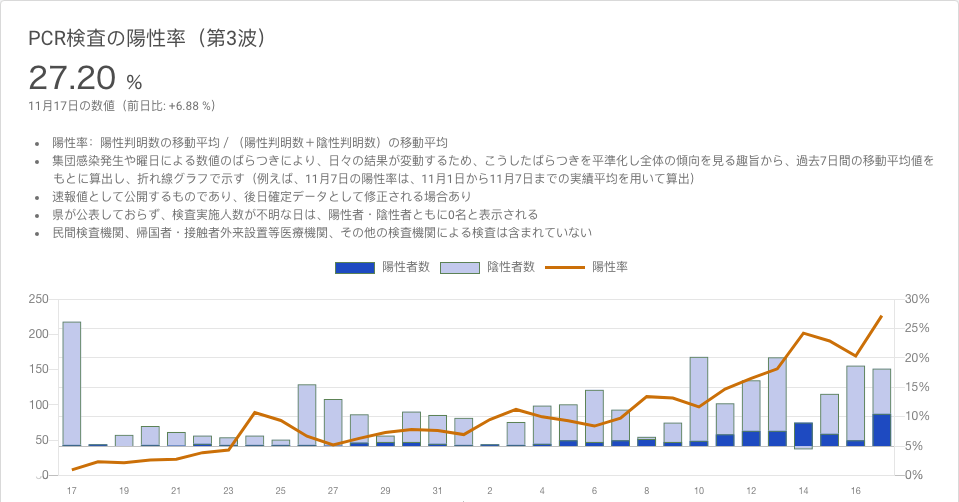 PCR検査の陽性率（第3波）
27.20 %
11月17日の数値（前日比: +6.88 %）
• 陽性率：陽性判明数の移動平均 / （陽性判明数＋陰性判明数）の移動平均
• 集団感染発生や曜日による数値のばらつきにより、日々の結果が変動するため、こうしたばらつきを平準化し全体の傾向を見る趣旨から、過去7日間の移動平均値を
もとに算出し、折れ線グラフで示す（例えば、11月7日の陽性率は、11月1日から11月7日までの実績平均を用いて算出）
• 速報値として公開するものであり、後日確定データとして修正される場合あり
• 県が公表しておらず、検査実施人数が不明な日は、陽性者・陰性者ともに0名と表示される
• 民間検査機関、帰国者・接触者外来設置等医療機関、その他の検査機関による検査は含まれていない
陽性者数 陰性者数 陽性率
250 30%
25%
200
20%
150
15%
100
10%
50 5%
0 0%
17 19 21 23 25 27 29 31 2 4 6 8 10 12 14 16